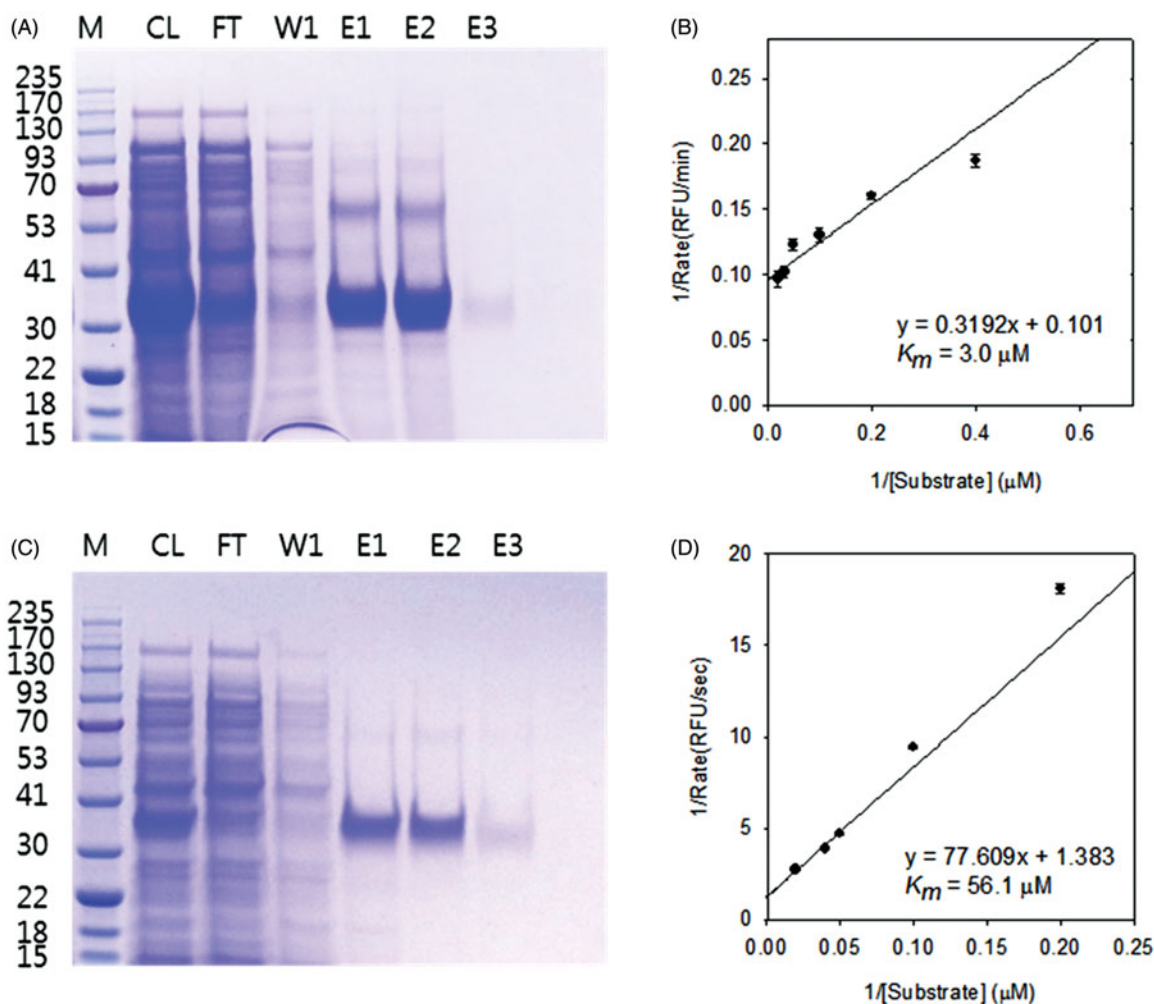 (A) M CL FT W1 E1 E2 E3
235
170
130
93
70
53
41
30
22
18
15
(B)
1/Rate(RFU/min)
0.25
0.20
0.15
0.10
0.05
0.00
y = 0.3192x + 0.101
Km = 3.0 μM
0.0 0.2 0.4 0.6
1/[Substrate] (μM)
(C) M CL FT W1 E1 E2 E3
235
170
130
93
70
53
41
30
22
18
15
(D)
1/Rate(RFU/sec)
20
15
10
5
0
y = 77.609x + 1.383
Km = 56.1 μM
0.00 0.05 0.10 0.15 0.20 0.25
1/[Substrate] (μM)